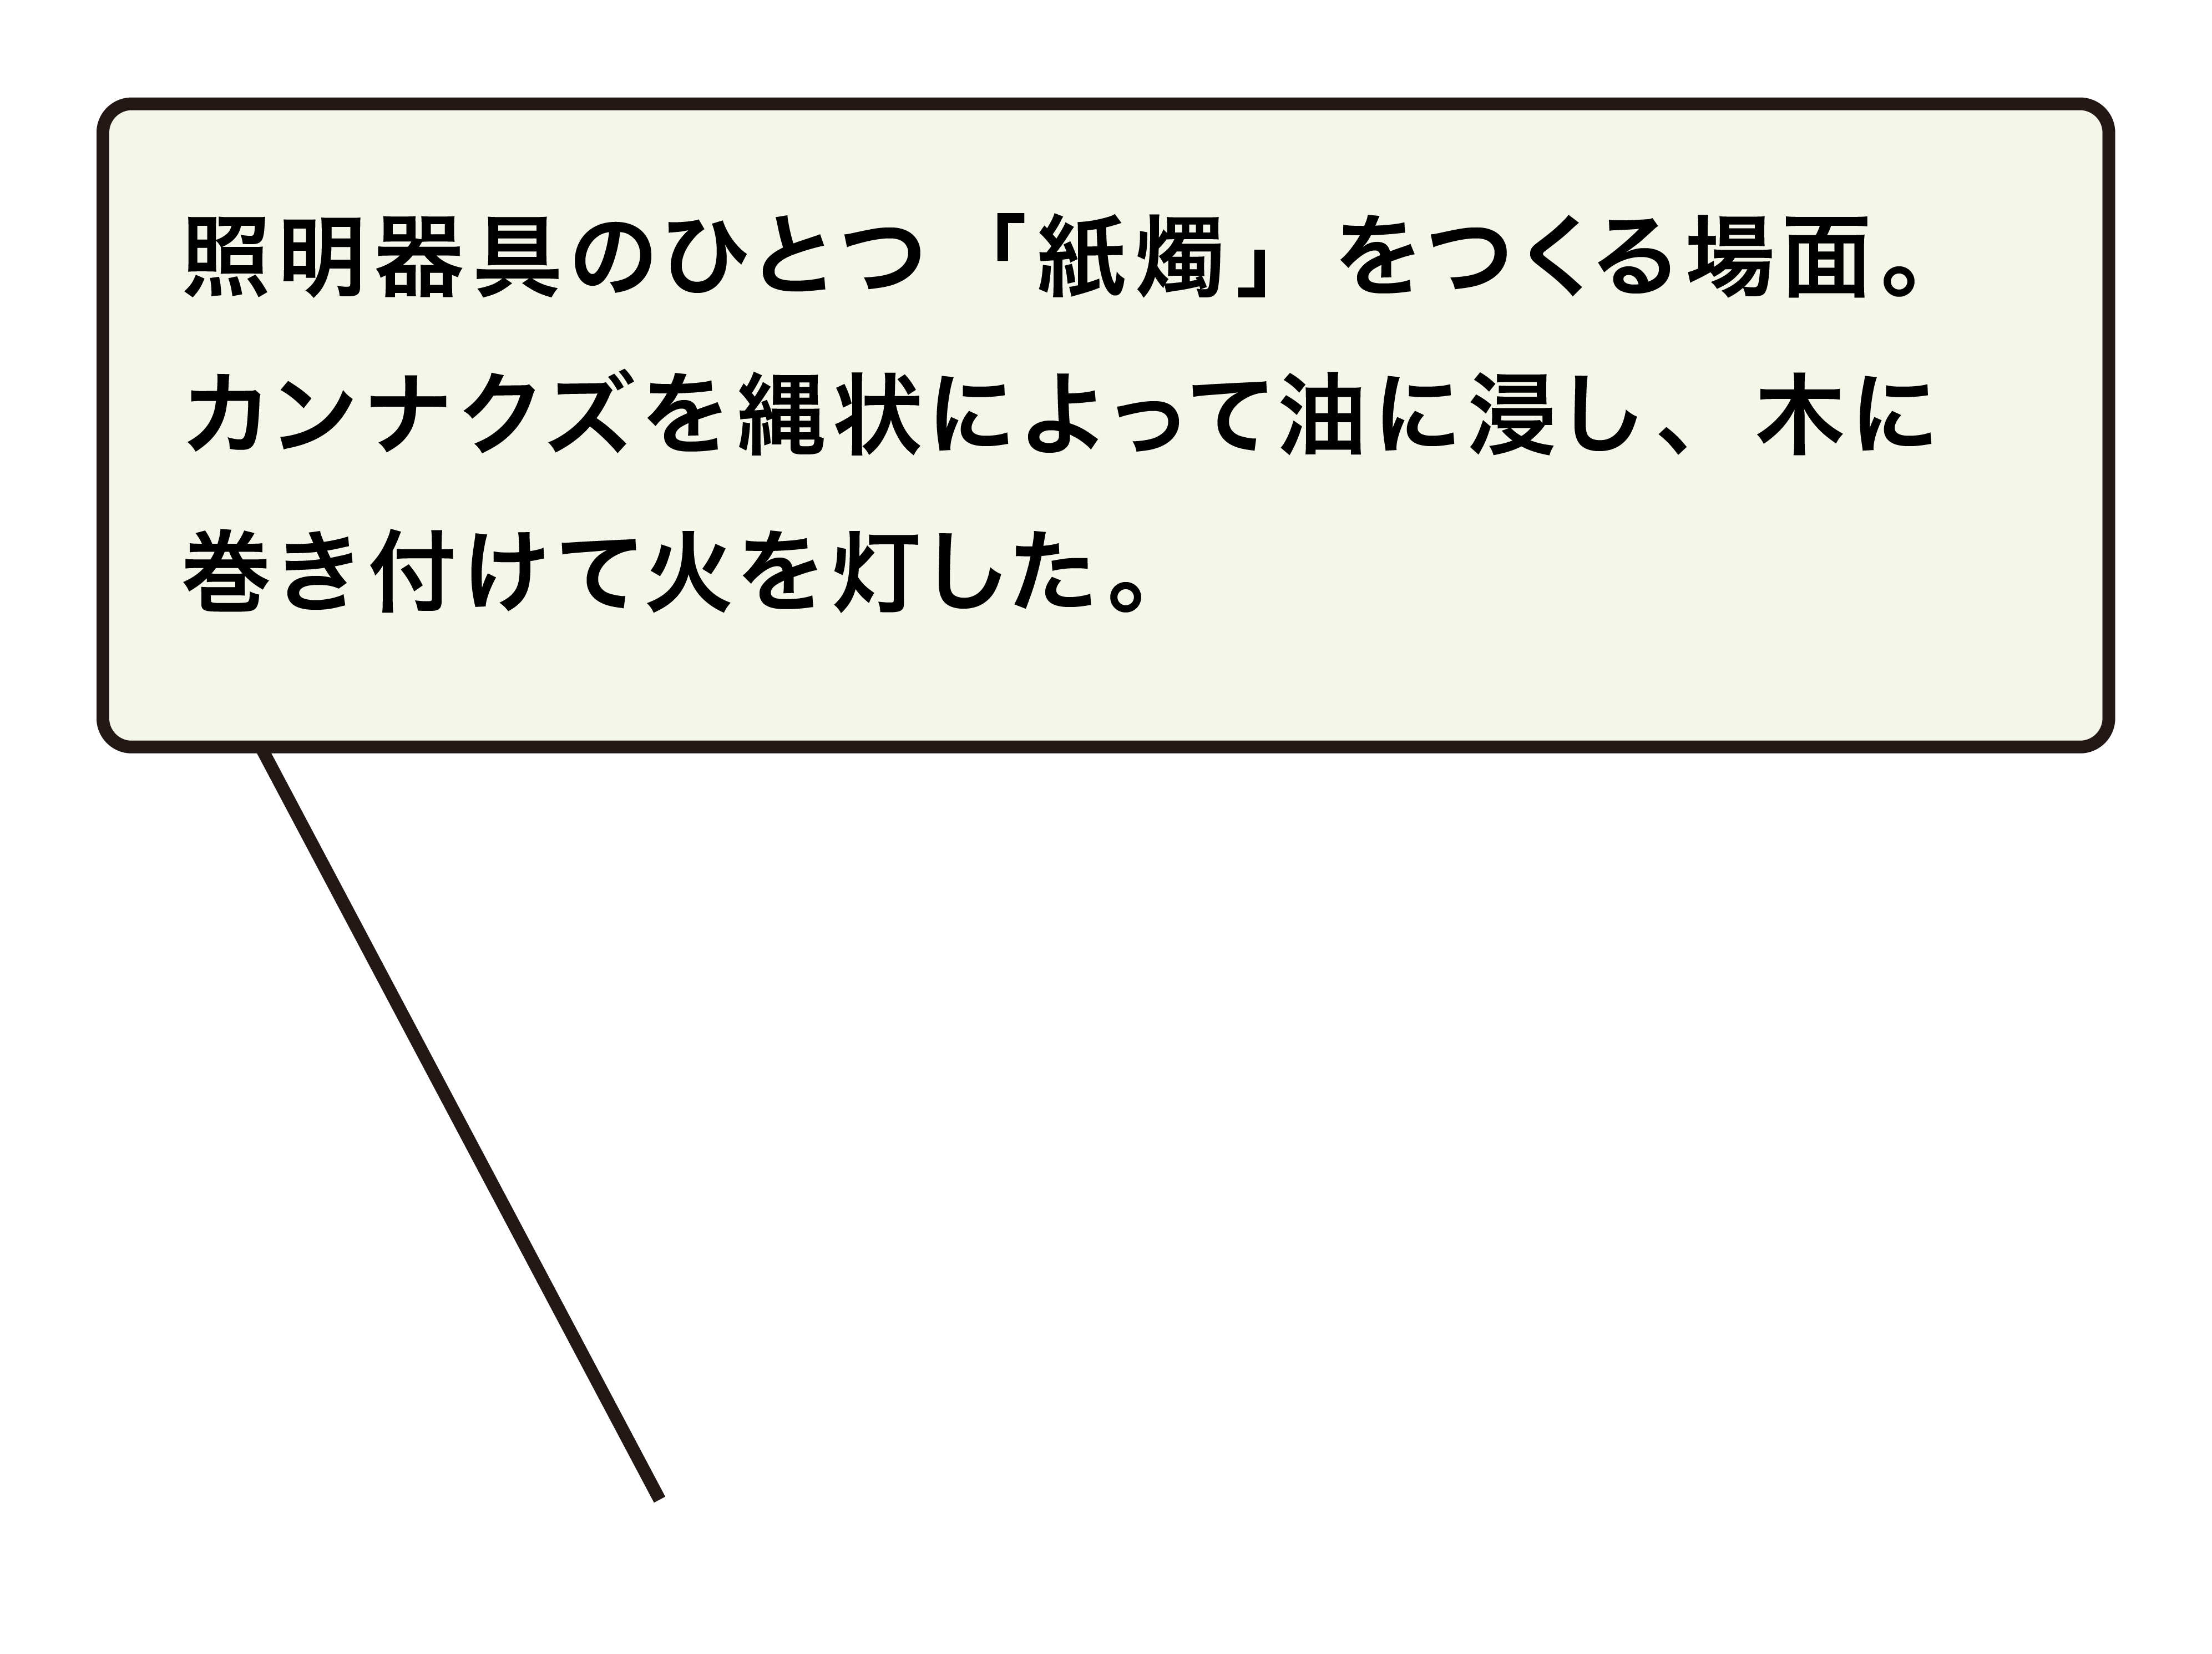 照明器具のひとつ「紙燭」をつくる場面。
カンナクズを縄状によって油に浸し、木に
巻き付けて火を灯した。